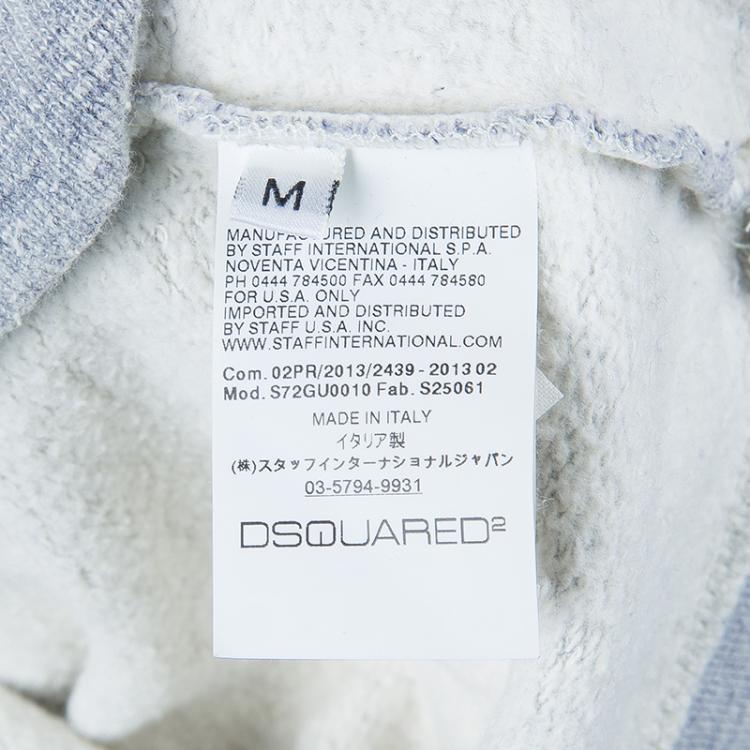 M
MANUFACTURED AND DISTRIBUTED
BY STAFF INTERNATIONAL S.P.A.
NOVENTA VICENTINA - ITALY
PH 0444 784500 FAX 0444 784580
FOR U.S.A. ONLY
IMPORTED AND DISTRIBUTED
BY STAFF U.S.A. INC.
WWW.STAFFINTERNATIONAL.COM
Com. 02PR/2013/2439 - 2013 02
Mod. S72GU0010 Fab. S25061
MADE IN ITALY
イタリア製
(株)スタッフインターナショナルジャパン
03-5794-9931
DSQUARED²